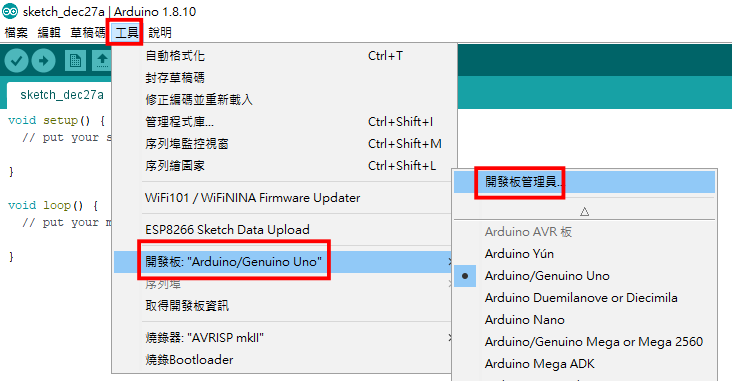 sketch_dec27a | Arduino 1.8.10
檔案 編輯 草稿碼 工具 說明
sketch_dec27a
void setup() {
// put your s
}
void loop() {
// put your m
}
自動格式化 Ctrl+T
封存草稿碼
修正編碼並重新載入
管理程式庫... Ctrl+Shift+I
序列埠監控視窗 Ctrl+Shift+M
序列繪圖家 Ctrl+Shift+L
WiFi101 / WiFiNINA Firmware Updater
ESP8266 Sketch Data Upload
開發板: "Arduino/Genuino Uno"
序列埠
取得開發板資訊
燒錄器: "AVRISP mkII"
燒錄Bootloader
開發板管理員...
Arduino AVR 板
Arduino Yún
Arduino/Genuino Uno
Arduino Duemilanove or Diecimila
Arduino Nano
Arduino/Genuino Mega or Mega 2560
Arduino Mega ADK